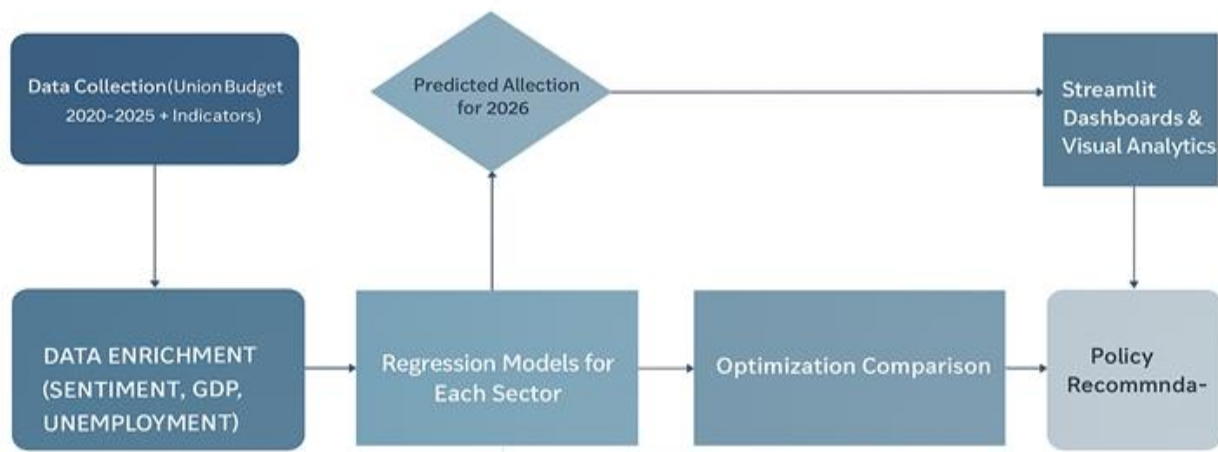 Data Collection(Union Budget
2020-2025 + Indicators)
Predicted Allection
for 2026
Streamlit
Dashboards &
Visual Analytics
DATA ENRICHMENT
(SENTIMENT, GDP,
UNEMPLOYMENT)
Regression Models for
Each Sector
Optimization Comparison
Policy
Recommnda-